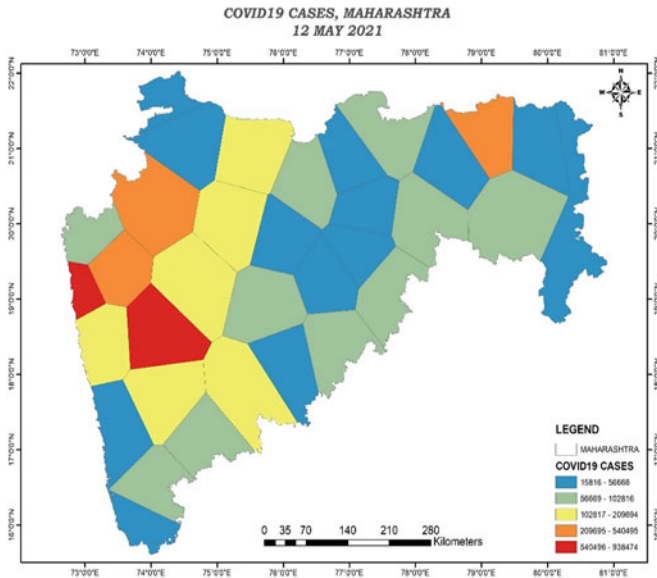 COVID19 CASES, MAHARASHTRA
12 MAY 2021
73°0'0"E 74°0'0"E 75°0'0"E 76°0'0"E 77°0'0"E 78°0'0"E 79°0'0"E 80°0'0"E 81°0'0"E
N
W E
S
22°0'0"N
21°0'0"N
20°0'0"N
19°0'0"N
18°0'0"N
17°0'0"N
16°0'0"N
LEGEND
MAHARASHTRA
COVID19 CASES
15816 - 56668
56669 - 102816
102817 - 209694
209695 - 540495
540496 - 938474
0 35 70 140 210 280
Kilometers
73°0'0"E 74°0'0"E 75°0'0"E 76°0'0"E 77°0'0"E 78°0'0"E 79°0'0"E 80°0'0"E 81°0'0"E